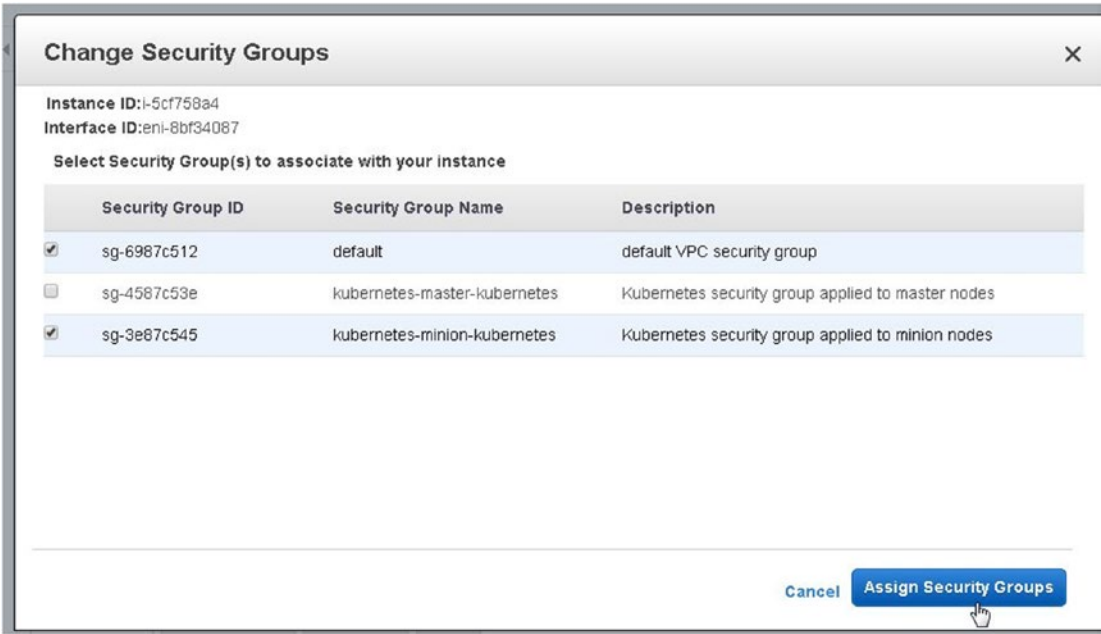 Change Security Groups
Instance ID:i-5cf758a4
Interface ID:eni-8bf34087
Select Security Group(s) to associate with your instance
Security Group ID Security Group Name Description
sg-6987c512 default default VPC security group
sg-4587c53e kubernetes-master-kubernetes Kubernetes security group applied to master nodes
sg-3e87c545 kubernetes-minion-kubernetes Kubernetes security group applied to minion nodes
Cancel Assign Security Groups